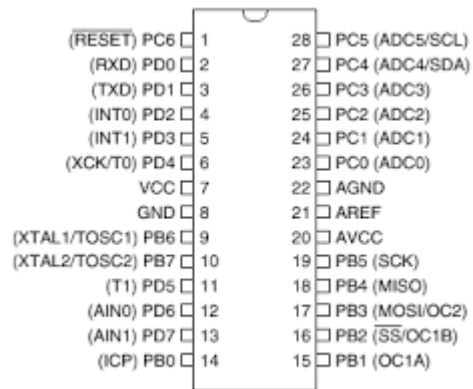 (RESET) PC6 1 28 PC5 (ADC5/SCL)
(RXD) PD0 2 27 PC4 (ADC4/SDA)
(TXD) PD1 3 26 PC3 (ADC3)
(INT0) PD2 4 25 PC2 (ADC2)
(INT1) PD3 5 24 PC1 (ADC1)
(XCK/T0) PD4 6 23 PC0 (ADC0)
VCC 7 22 AGND
GND 8 21 AREF
(XTAL1/TOSC1) PB6 9 20 AVCC
(XTAL2/TOSC2) PB7 10 19 PB5 (SCK)
(T1) PD5 11 18 PB4 (MISO)
(AIN0) PD6 12 17 PB3 (MOSI/OC2)
(AIN1) PD7 13 16 PB2 (SS/OC1B)
(ICP) PB0 14 15 PB1 (OC1A)